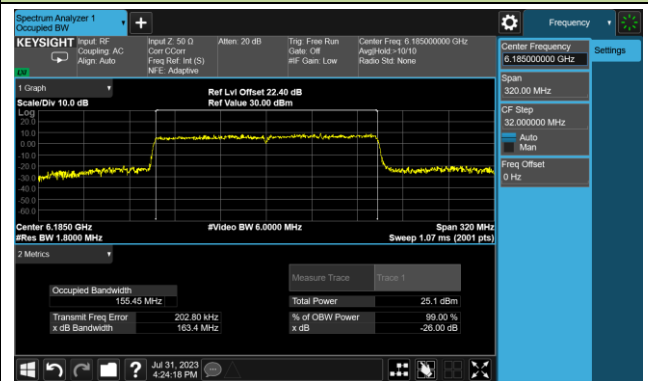 Spectrum Analyzer 1
Occupied BW
+
Frequency
KEYSIGHT
Input: RF
Coupling: AC
Align: Auto
Input Z: 50 Ω
Corr CCorr
Freq Ref: Int (S)
NFE: Adaptive
Atten: 20 dB
Trig: Free Run
Gate: Off
#IF Gain: Low
Center Freq: 6.185000000 GHz
Avg|Hold:>10/10
Radio Std: None
Center Frequency
6.185000000 GHz
Settings
Span
320.00 MHz
CF Step
32.000000 MHz
Auto
Man
Freq Offset
0 Hz
1 Graph
Scale/Div 10.0 dB
Ref Lvl Offset 22.40 dB
Ref Value 30.00 dBm
Log
20.0
10.0
0.00
-10.0
-20.0
-30.0
-40.0
-50.0
-60.0
Center 6.1850 GHz
#Res BW 1.8000 MHz
#Video BW 6.0000 MHz
Span 320 MHz
Sweep 1.07 ms (2001 pts)
2 Metrics
Measure Trace
Trace 1
Occupied Bandwidth
155.45 MHz
Total Power
25.1 dBm
Transmit Freq Error
202.80 kHz
% of OBW Power
99.00 %
x dB Bandwidth
163.4 MHz
x dB
-26.00 dB
?
Jul 31, 2023
4:24:18 PM